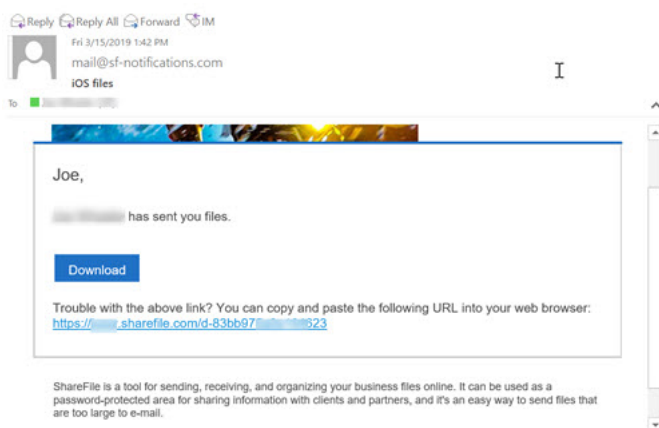 Reply Reply All Forward IM
Fri 3/15/2019 1:42 PM
mail@sf-notifications.com
iOS files
To
Joe,
has sent you files.
Download
Trouble with the above link? You can copy and paste the following URL into your web browser:
https:// .sharefile.com/d-83bb97 623
ShareFile is a tool for sending, receiving, and organizing your business files online. It can be used as a
password-protected area for sharing information with clients and partners, and it's an easy way to send files that
are too large to e-mail.